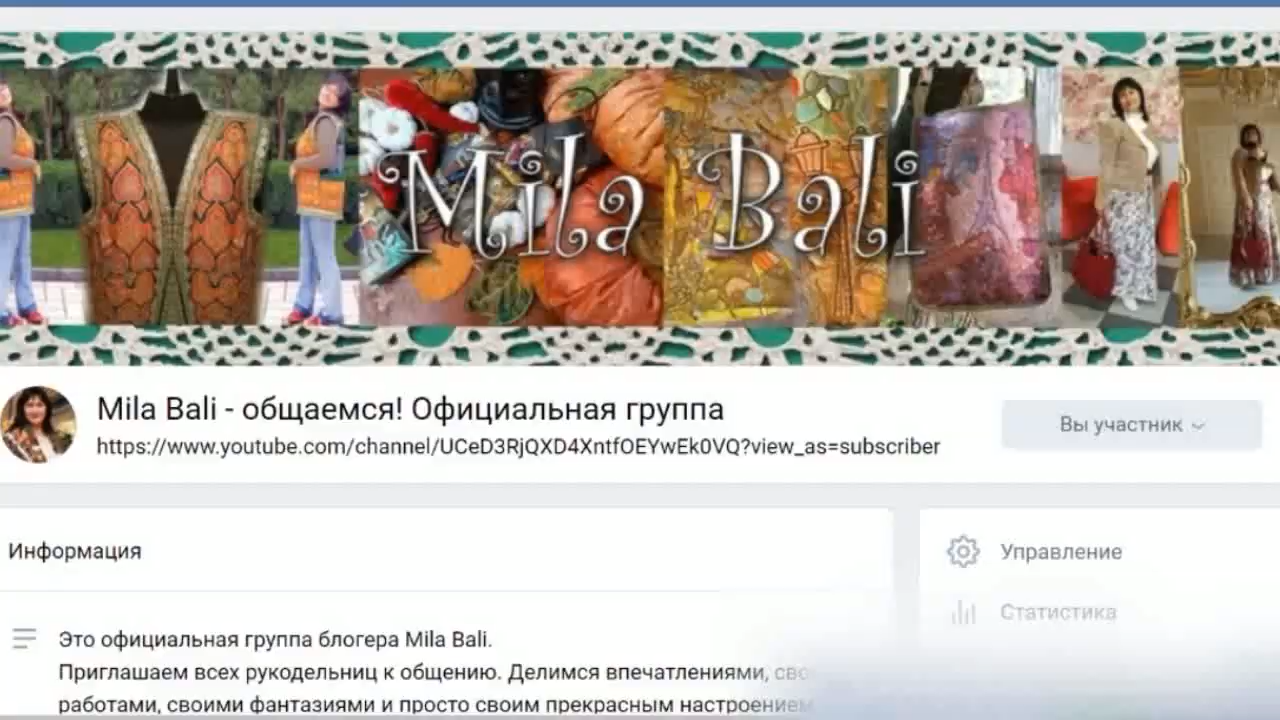 Mila Bali
Mila Bali - общаемся! Официальная группа
https://www.youtube.com/channel/UCeD3RjQXD4XntfOEYwEk0VQ?view_as=subscriber
Вы участник
Информация
Управление
Статистика
Это официальная группа блогера Mila Bali.
Приглашаем всех рукодельниц к общению. Делимся впечатлениями,
работами, своими фантазиями и просто своим прекрасным настроением